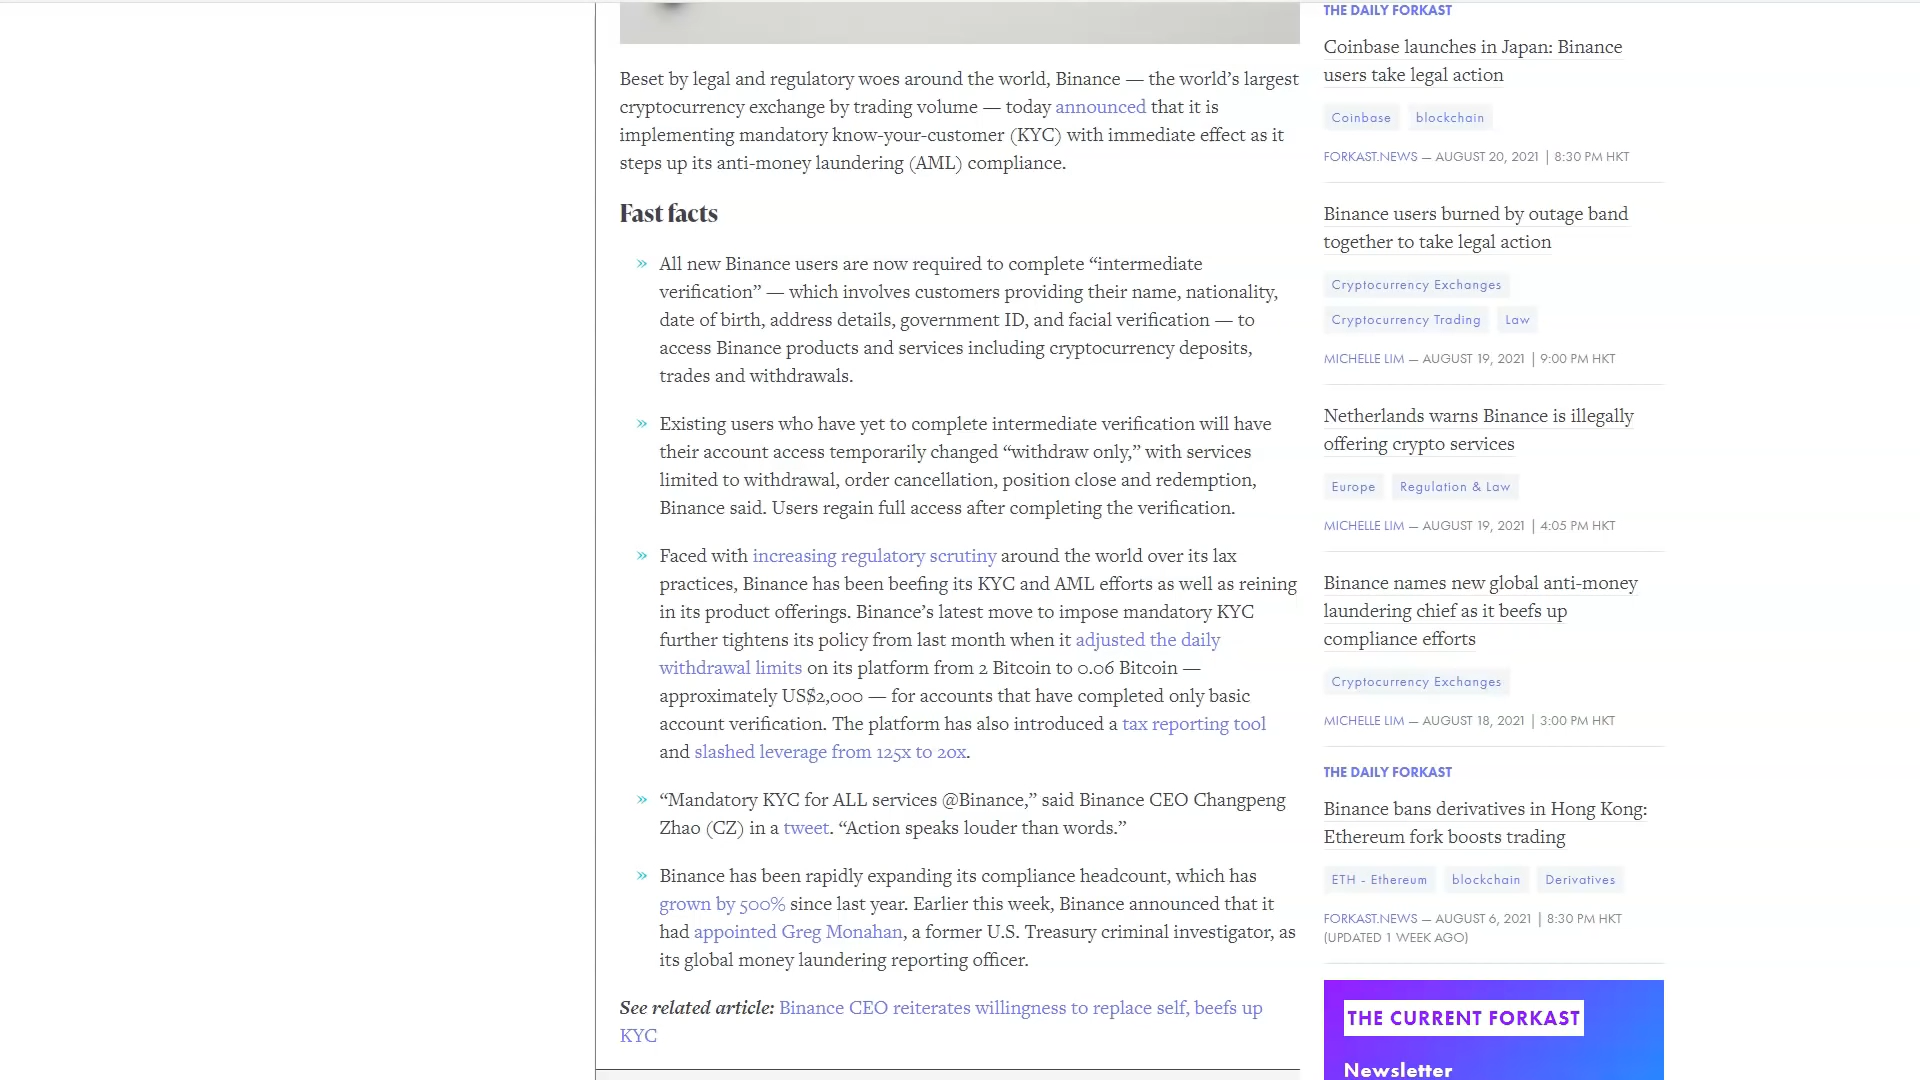 Beset by legal and regulatory woes around the world, Binance — the world’s largest
cryptocurrency exchange by trading volume — today announced that it is
implementing mandatory know-your-customer (KYC) with immediate effect as it
steps up its anti-money laundering (AML) compliance.
Fast facts
» All new Binance users are now required to complete “intermediate
verification” — which involves customers providing their name, nationality,
date of birth, address details, government ID, and facial verification — to
access Binance products and services including cryptocurrency deposits,
trades and withdrawals.
» Existing users who have yet to complete intermediate verification will have
their account access temporarily changed “withdraw only,” with services
limited to withdrawal, order cancellation, position close and redemption,
Binance said. Users regain full access after completing the verification.
» Faced with increasing regulatory scrutiny around the world over its lax
practices, Binance has been beefing its KYC and AML efforts as well as reining
in its product offerings. Binance’s latest move to impose mandatory KYC
further tightens its policy from last month when it adjusted the daily
withdrawal limits on its platform from 2 Bitcoin to 0.06 Bitcoin —
approximately US$2,000 — for accounts that have completed only basic
account verification. The platform has also introduced a tax reporting tool
and slashed leverage from 125x to 20x.
» “Mandatory KYC for ALL services @Binance,” said Binance CEO Changpeng
Zhao (CZ) in a tweet. “Action speaks louder than words.”
» Binance has been rapidly expanding its compliance headcount, which has
grown by 500% since last year. Earlier this week, Binance announced that it
had appointed Greg Monahan, a former U.S. Treasury criminal investigator, as
its global money laundering reporting officer.
See related article: Binance CEO reiterates willingness to replace self, beefs up
KYC
THE DAILY FORKAST
Coinbase launches in Japan: Binance
users take legal action
Coinbase blockchain
FORKAST.NEWS — AUGUST 20, 2021 | 8:30 PM HKT
Binance users burned by outage band
together to take legal action
Cryptocurrency Exchanges
Cryptocurrency Trading Law
MICHELLE LIM — AUGUST 19, 2021 | 9:00 PM HKT
Netherlands warns Binance is illegally
offering crypto services
Europe Regulation & Law
MICHELLE LIM — AUGUST 19, 2021 | 4:05 PM HKT
Binance names new global anti-money
laundering chief as it beefs up
compliance efforts
Cryptocurrency Exchanges
MICHELLE LIM — AUGUST 18, 2021 | 3:00 PM HKT
THE DAILY FORKAST
Binance bans derivatives in Hong Kong:
Ethereum fork boosts trading
ETH - Ethereum blockchain Derivatives
FORKAST.NEWS — AUGUST 6, 2021 | 8:30 PM HKT
(UPDATED 1 WEEK AGO)
THE CURRENT FORKAST
Newsletter